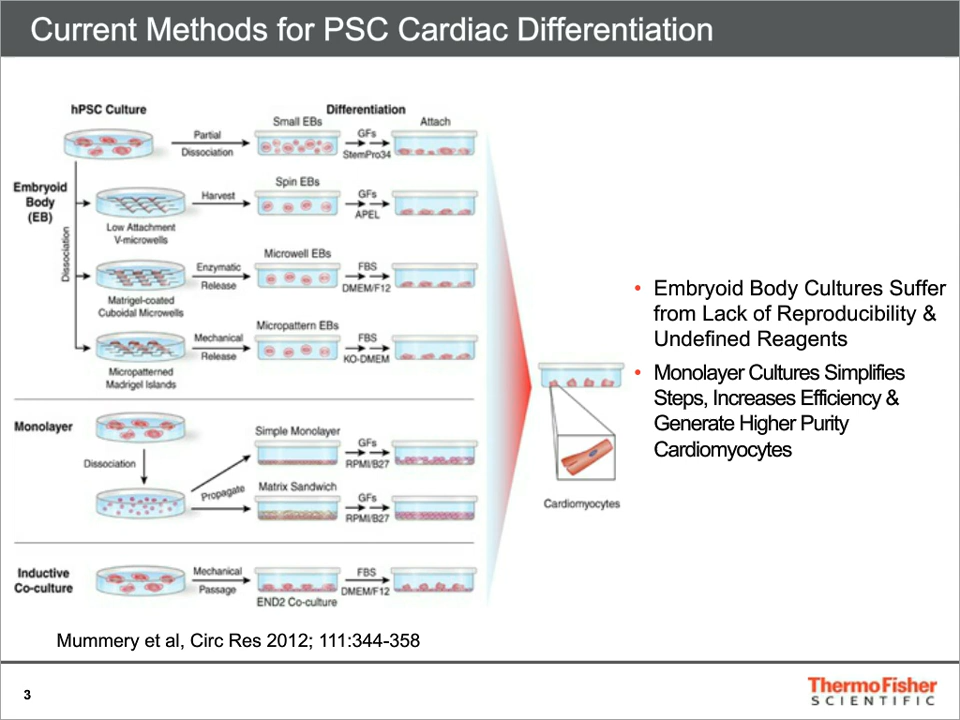 Current Methods for PSC Cardiac Differentiation
hPSC Culture
Differentiation
Partial
Dissociation
Small EBs
GFs
StemPro34
Attach
Embryoid
Body
(EB)
Dissociation
Low Attachment
V-microwells
Harvest
Spin EBs
GFs
APEL
Matrigel-coated
Cuboidal Microwells
Enzymatic
Release
Microwell EBs
FBS
DMEM/F12
Micropatterned
Madrigel Islands
Mechanical
Release
Micropattern EBs
FBS
KO-DMEM
Monolayer
Dissociation
Propagate
Simple Monolayer
GFs
RPMI/B27
Matrix Sandwich
GFs
RPMI/B27
Inductive
Co-culture
Mechanical
Passage
END2 Co-culture
FBS
DMEM/F12
Cardiomyocytes
• Embryoid Body Cultures Suffer
from Lack of Reproducibility &
Undefined Reagents
• Monolayer Cultures Simplifies
Steps, Increases Efficiency &
Generate Higher Purity
Cardiomyocytes
Mummery et al, Circ Res 2012; 111:344-358
3
ThermoFisher
SCIENTIFIC